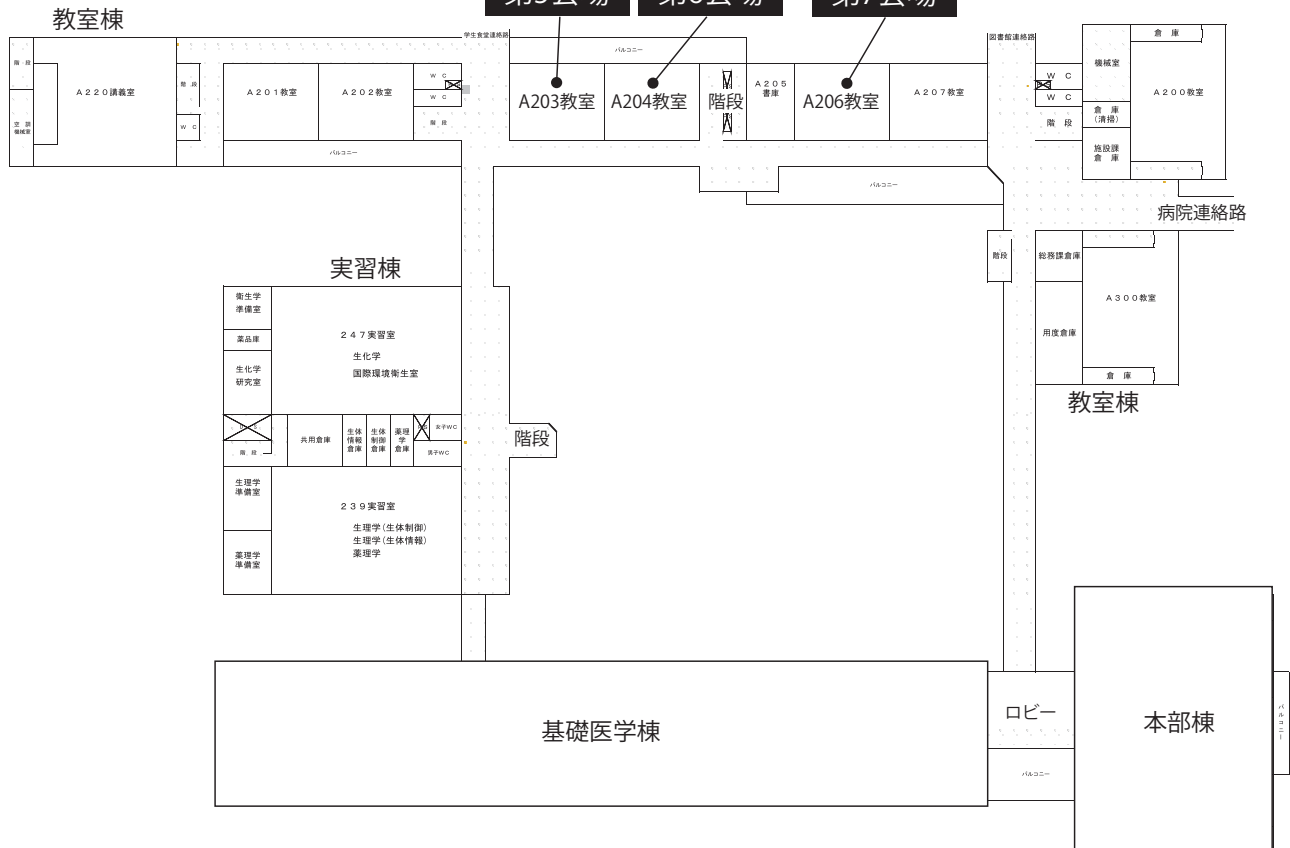 教室棟
第5会場
第6会場
第7会場
学生食堂連絡路
バルコニー
図書館連絡路
階 段
空 調
機械室
A220講義室
階 段
W C
A201教室
A202教室
W C
W C
階 段
A203教室
A204教室
階段
A205
書庫
A206教室
A207教室
W C
W C
階 段
機械室
倉 庫
(清掃)
施設課
倉 庫
倉 庫
A200教室
バルコニー
バルコニー
病院連絡路
階段
総務課倉庫
用度倉庫
A300教室
倉 庫
教室棟
実習棟
衛生学
準備室
薬品庫
生化学
研究室
247実習室
生化学
国際環境衛生室
階 段
共用倉庫
生体
情報
倉庫
生体
制御
倉庫
薬理
学
倉庫
女子WC
男子WC
階段
生理学
準備室
薬理学
準備室
239実習室
生理学(生体制御)
生理学(生体情報)
薬理学
基礎医学棟
ロビー
バルコニー
本部棟
バルコニー